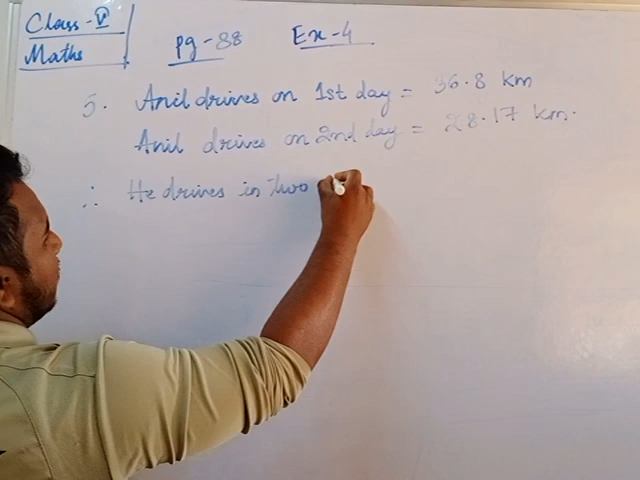 Class - V
Maths
pg - 88
Ex - 4
5. Anil drives on 1st day = 36.8 km
Anil drives on 2nd day = 28.17 km.
∴ He drives in two